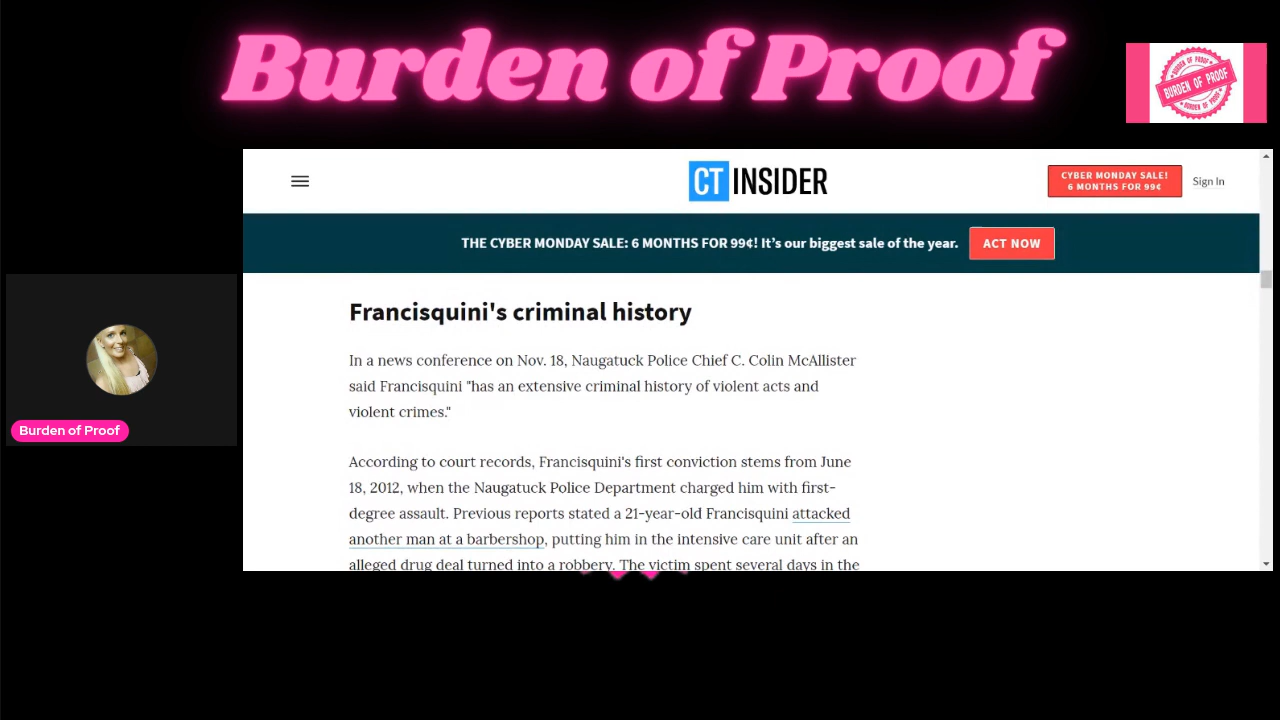 Burden of Proof
BURDEN OF PROOF
BURDEN OF PROOF
BURDEN OF PROOF
CT INSIDER
CYBER MONDAY SALE!
6 MONTHS FOR 99¢
Sign In
THE CYBER MONDAY SALE: 6 MONTHS FOR 99¢! It’s our biggest sale of the year.
ACT NOW
Francisquini's criminal history
In a news conference on Nov. 18, Naugatuck Police Chief C. Colin McAllister
said Francisquini "has an extensive criminal history of violent acts and
violent crimes."
According to court records, Francisquini's first conviction stems from June
18, 2012, when the Naugatuck Police Department charged him with first-
degree assault. Previous reports stated a 21-year-old Francisquini attacked
another man at a barbershop, putting him in the intensive care unit after an
alleged drug deal turned into a robbery. The victim spent several days in the
Burden of Proof